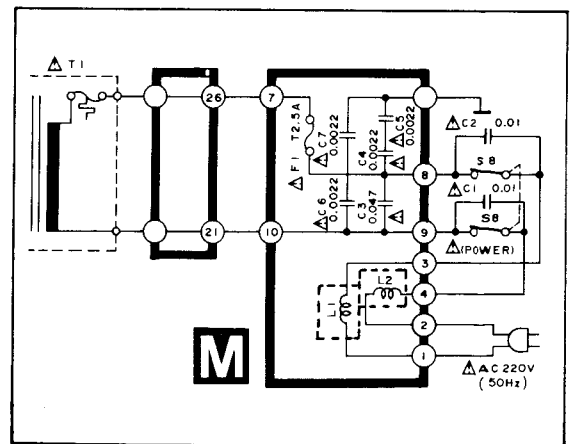 ⚠ T1
26
7
F1 T2.5A
⚠
⚠ C7
0.0022
C4
0.0022
⚠
⚠ C5
0.0022
⚠ C2 0.01
S8
8
⚠ C1 0.01
S8
⚠ C6
0.0022
C3
0.047
⚠
21
10
9
⚠ (POWER)
3
L2
4
L1
2
1
M
⚠ AC 220V
(50Hz)